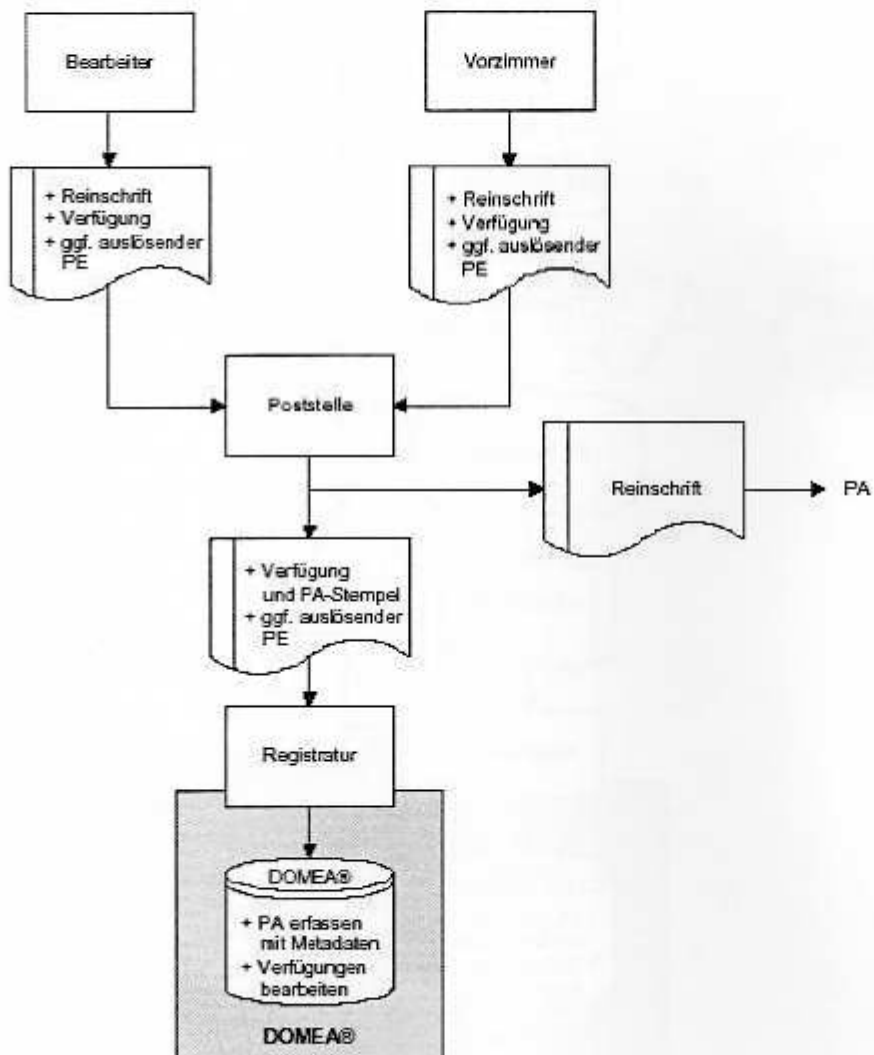 Bearbeiter
Vorzimmer
+ Reinschrift
+ Verfügung
+ ggf. auslösender
PE
+ Reinschrift
+ Verfügung
+ ggf. auslösender
PE
Poststelle
Reinschrift
PA
+ Verfügung
und PA-Stempel
+ ggf. auslösender
PE
Registratur
DOMEA®
+ PA erfassen
mit Metadaten
+ Verfügungen
bearbeiten
DOMEA®